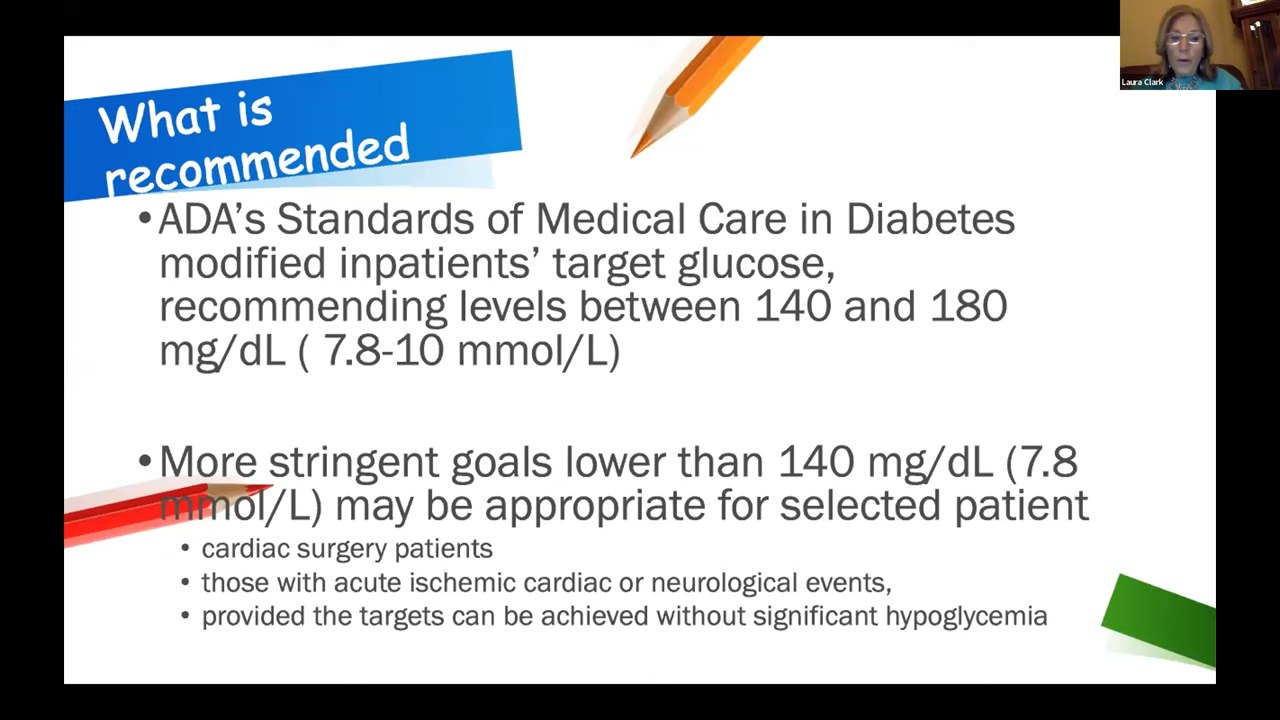 Laura Clark
What is
recommended
•ADA’s Standards of Medical Care in Diabetes
modified inpatients’ target glucose,
recommending levels between 140 and 180
mg/dL ( 7.8-10 mmol/L)
•More stringent goals lower than 140 mg/dL (7.8
mmol/L) may be appropriate for selected patient
• cardiac surgery patients
• those with acute ischemic cardiac or neurological events,
• provided the targets can be achieved without significant hypoglycemia